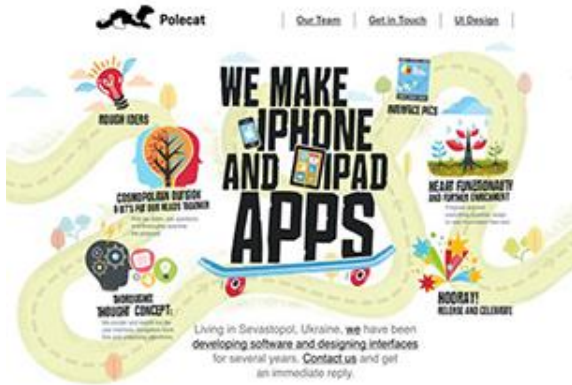 Polecat
Our Team
Get in Touch
UI Design
WE MAKE
IPHONE
AND IPAD
APPS
ROUGH IDEAS
COSMOPOLITAN OUTLOOK
& LET'S PUT OUR HEADS TOGETHER
THOROUGHLY
THOUGHT CONCEPT:
INTERFACE PICS
HEART FUNCTIONALITY
AND FURTHER ENRICHMENT
HOORAY!
RELEASE AND CELEBRATE
Living in Sevastopol, Ukraine, we have been
developing software and designing interfaces
for several years. Contact us and get
an immediate reply.